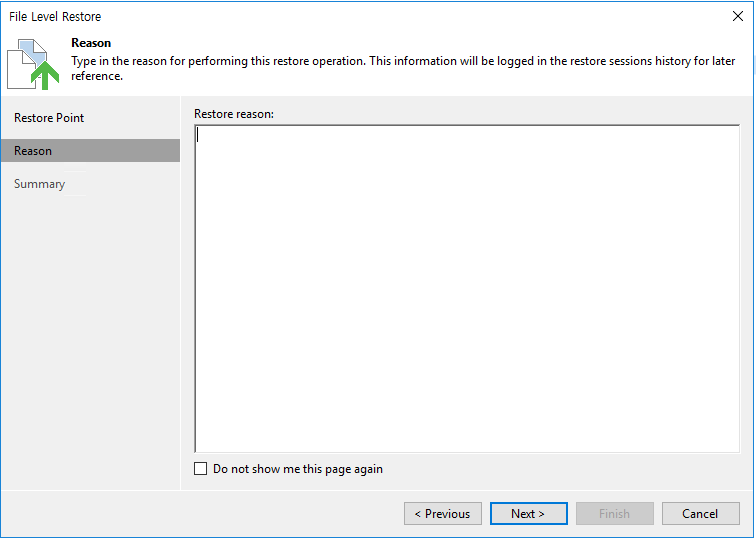 File Level Restore
Reason
Type in the reason for performing this restore operation. This information will be logged in the restore sessions history for later
reference.
Restore Point
Reason
Summary
Restore reason:
Do not show me this page again
< Previous
Next >
Finish
Cancel